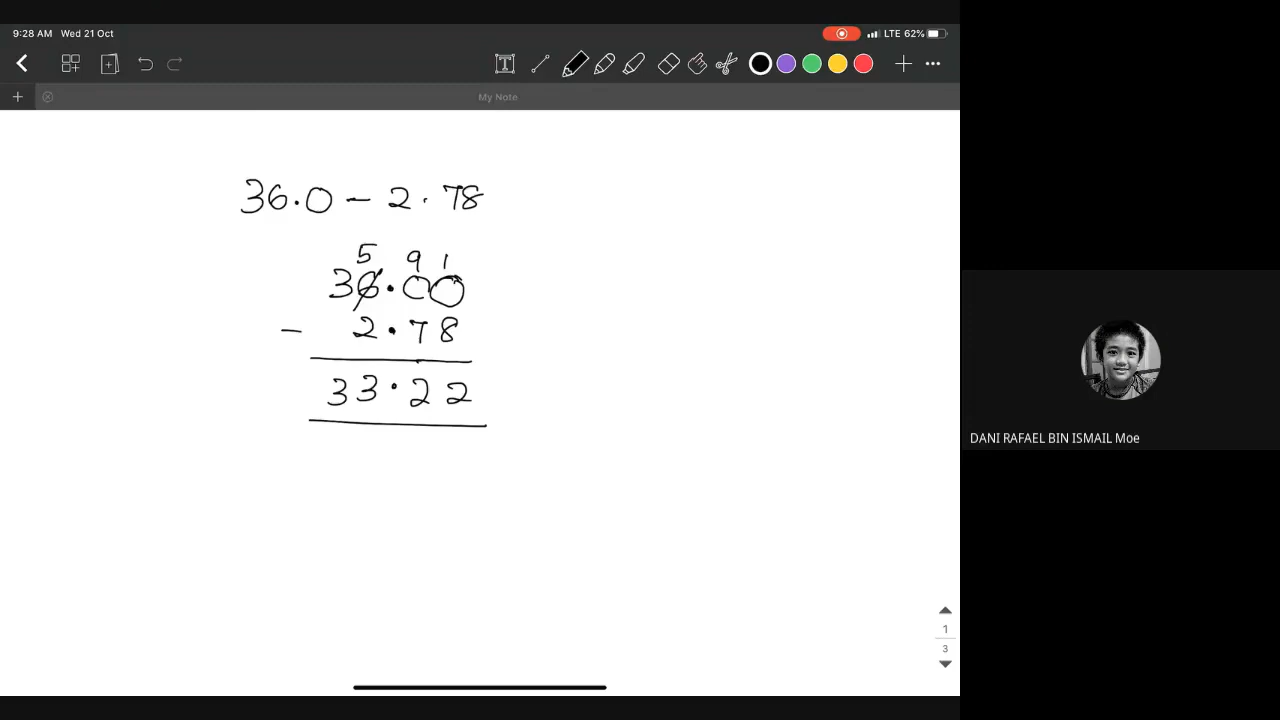 9:28 AM Wed 21 Oct
LTE 62%
T
My Note
36.0 - 2.78
5 9 1
36.00
- 2.78
33.22
DANI RAFAEL BIN ISMAIL Moe
1
3